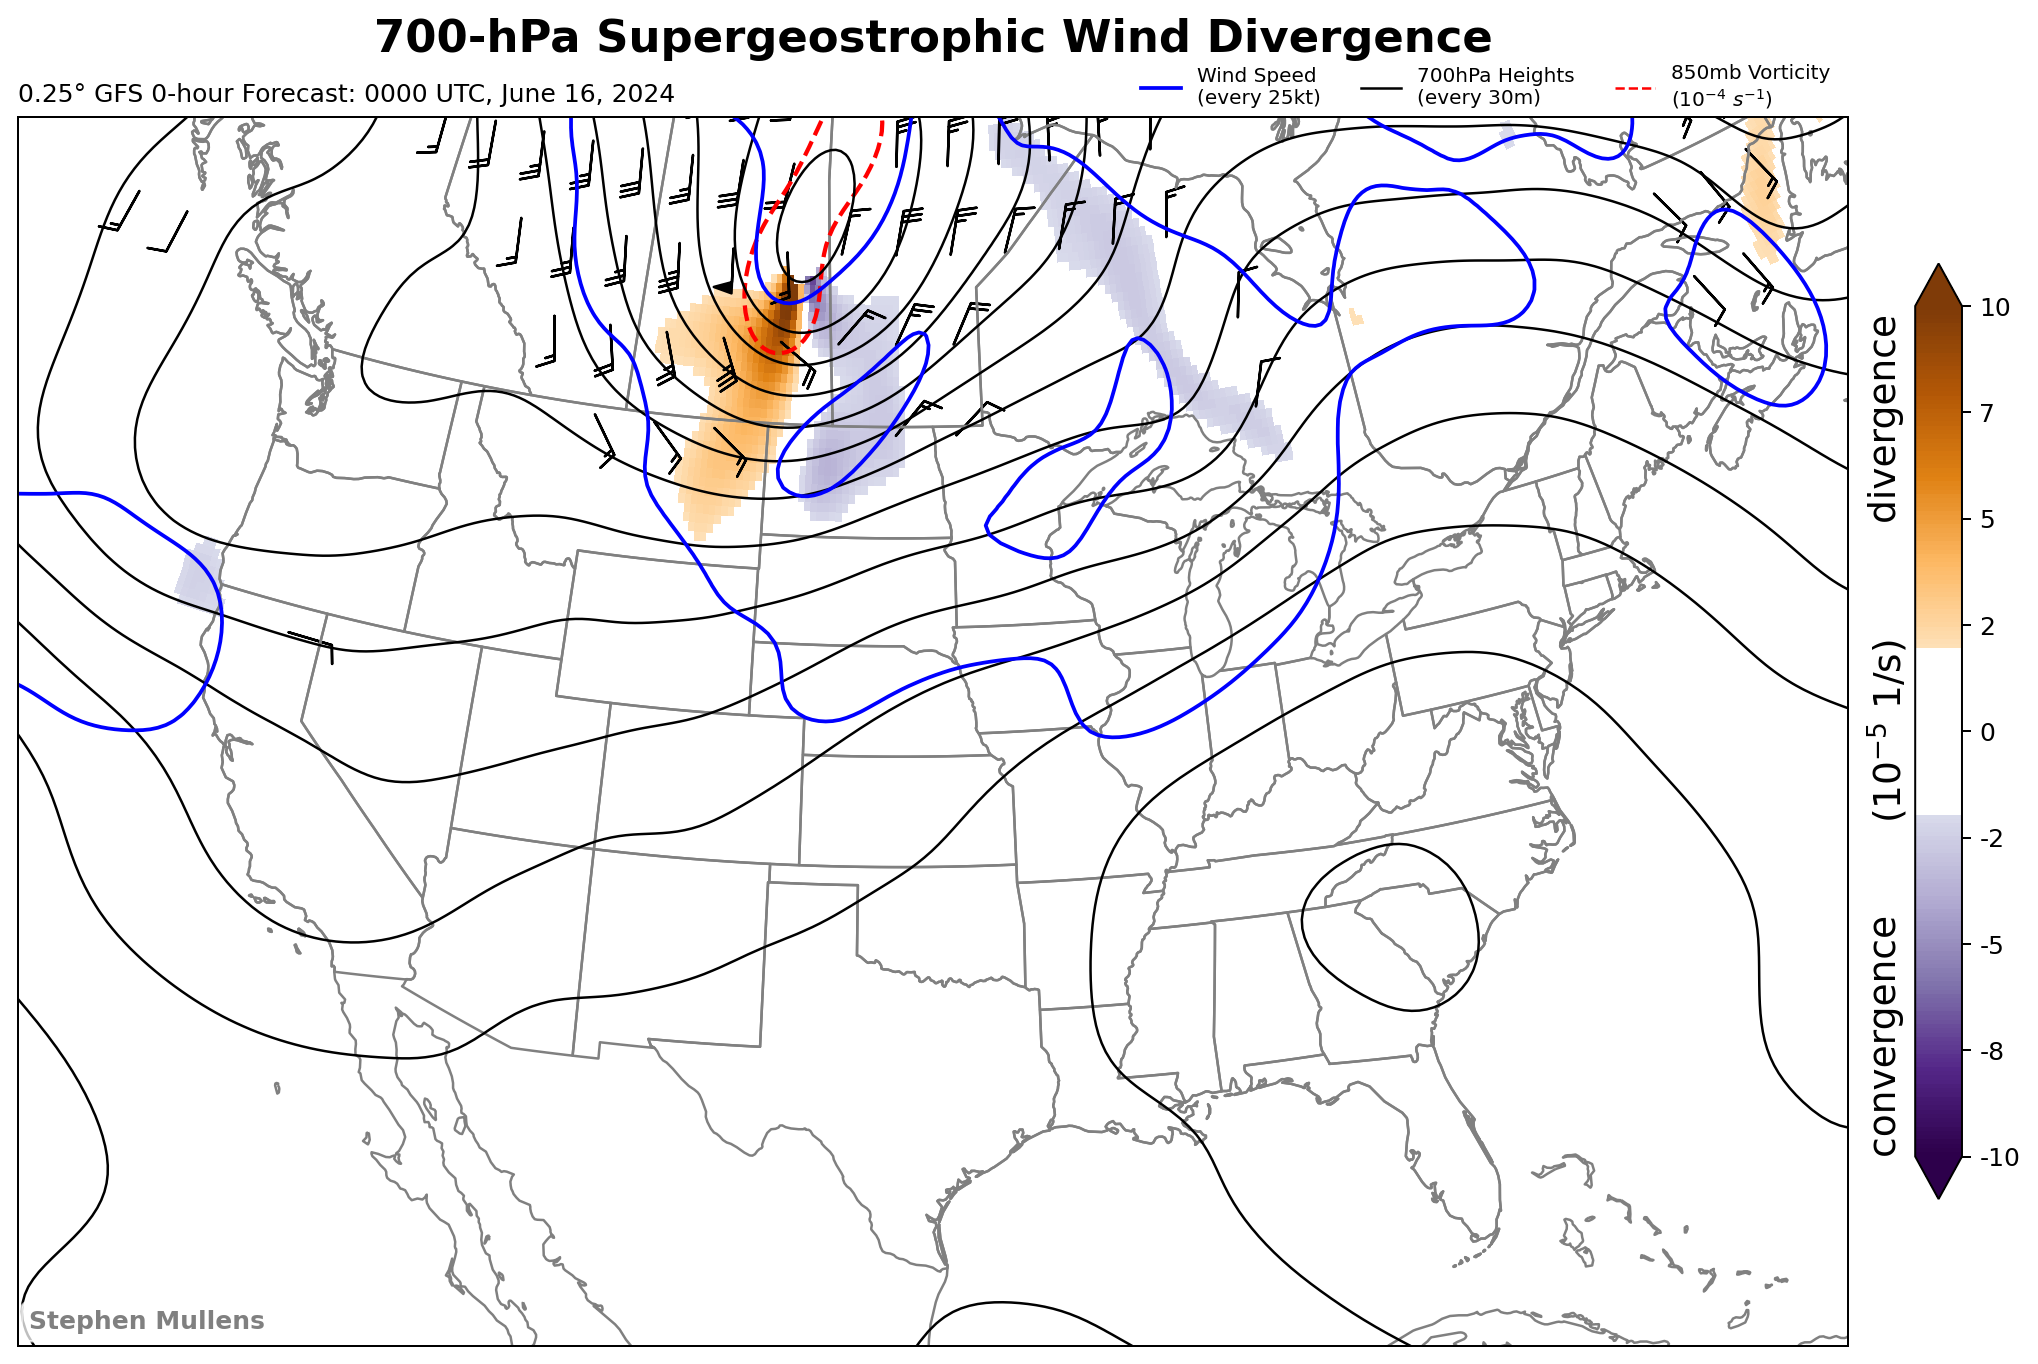 700-hPa Supergeostrophic Wind Divergence
0.25° GFS 0-hour Forecast: 0000 UTC, June 16, 2024
Wind Speed
(every 25kt)
700hPa Heights
(every 30m)
850mb Vorticity
(10⁻⁴ s⁻¹)
10
7
5
2
0
-2
-5
-8
-10
convergence (10⁻⁵ 1/s) divergence
Stephen Mullens